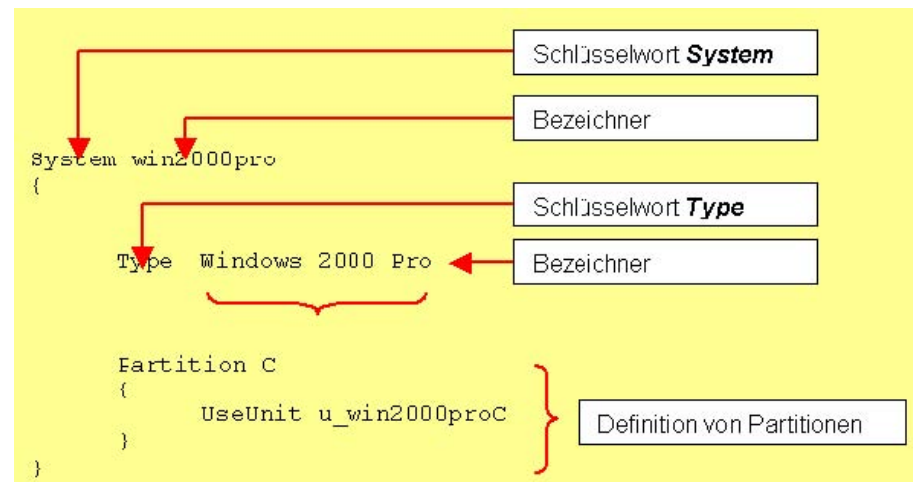 Schlüsselwort System
Bezeichner
System win2000pro
{
Schlüsselwort Type
Type Windows 2000 Pro
Bezeichner
Partition C
{
UseUnit u_win2000proC
}
Definition von Partitionen
}